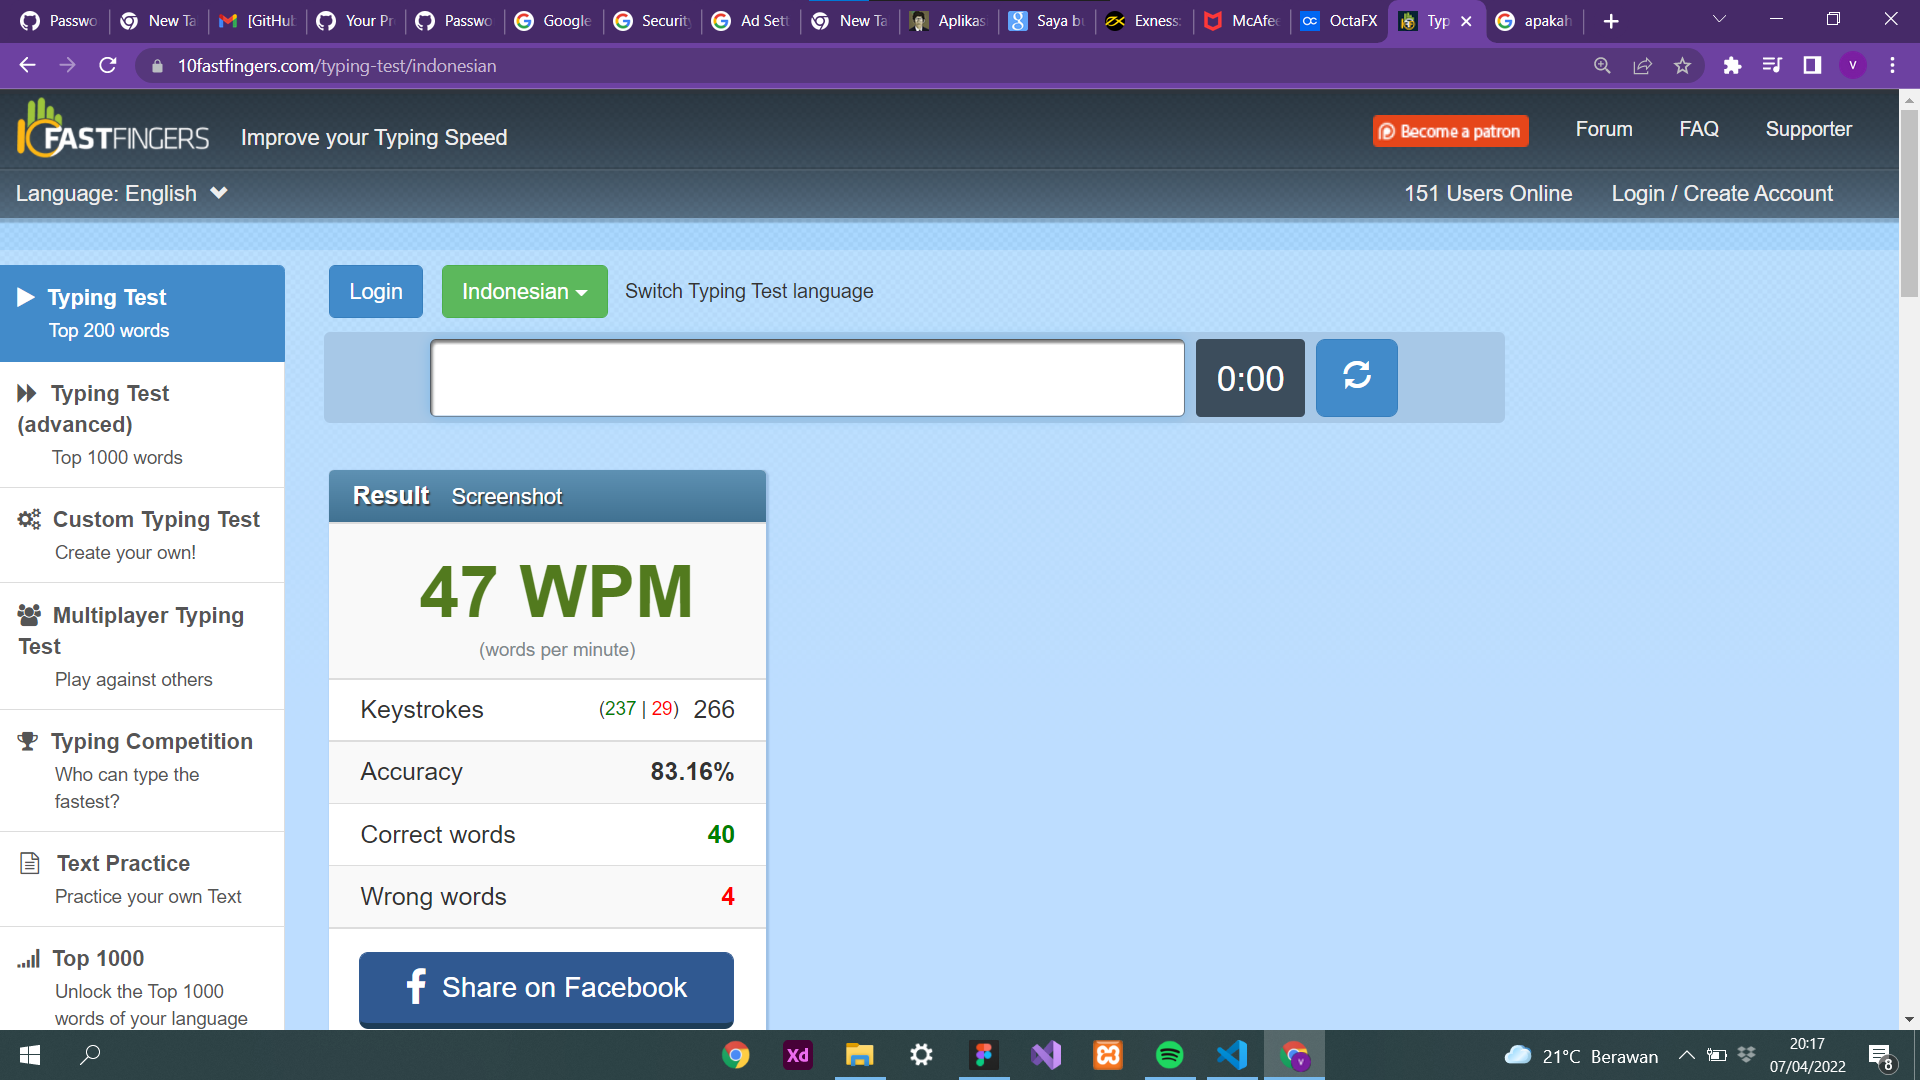 Passwo
New Ta
[GitHub
Your Pr
Passwo
Google
Security
Ad Sett
New Ta
Aplikas
Saya bu
Exness:
McAfee
OctaFX
Typ
apakah
10fastfingers.com/typing-test/indonesian
V
FASTFINGERS
Improve your Typing Speed
Become a patron
Forum
FAQ
Supporter
Language: English
151 Users Online
Login / Create Account
Typing Test
Top 200 words
Typing Test
(advanced)
Top 1000 words
Custom Typing Test
Create your own!
Multiplayer Typing
Test
Play against others
Typing Competition
Who can type the
fastest?
Text Practice
Practice your own Text
Top 1000
Unlock the Top 1000
words of your language
Login
Indonesian
Switch Typing Test language
0:00
Result Screenshot
47 WPM
(words per minute)
Keystrokes (237 | 29) 266
Accuracy 83.16%
Correct words 40
Wrong words 4
Share on Facebook
Xd
21°C Berawan
20:17
07/04/2022
8